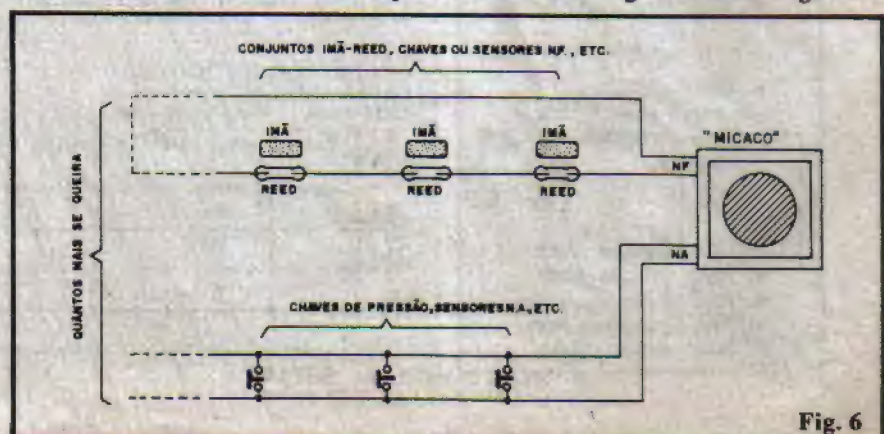 CONJUNTOS IMÃ-REED, CHAVES OU SENSORES N.F., ETC.
IMÃ
IMÃ
IMÃ
"MICACO"
NF
REED
REED
REED
QUANTOS MAIS SE QUEIRA
NA
CHAVES DE PRESSÃO, SENSORES N.A., ETC.
Fig. 6